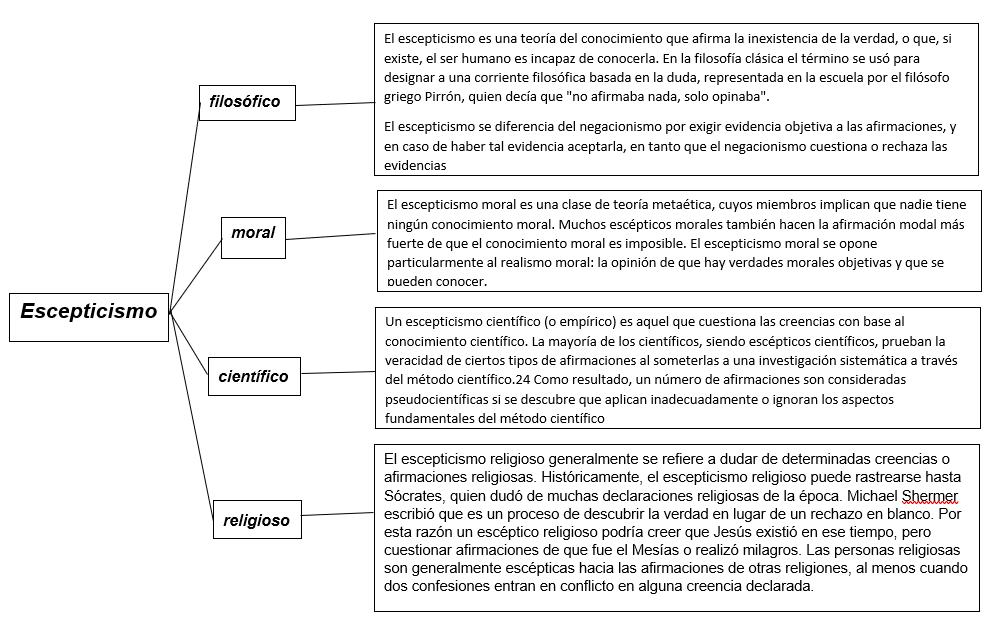 Escepticismo
filosófico
El escepticismo es una teoría del conocimiento que afirma la inexistencia de la verdad, o que, si
existe, el ser humano es incapaz de conocerla. En la filosofía clásica el término se usó para
designar a una corriente filosófica basada en la duda, representada en la escuela por el filósofo
griego Pirrón, quien decía que "no afirmaba nada, solo opinaba".
El escepticismo se diferencia del negacionismo por exigir evidencia objetiva a las afirmaciones, y
en caso de haber tal evidencia aceptarla, en tanto que el negacionismo cuestiona o rechaza las
evidencias
moral
El escepticismo moral es una clase de teoría metaética, cuyos miembros implican que nadie tiene
ningún conocimiento moral. Muchos escépticos morales también hacen la afirmación modal más
fuerte de que el conocimiento moral es imposible. El escepticismo moral se opone
particularmente al realismo moral: la opinión de que hay verdades morales objetivas y que se
pueden conocer.
científico
Un escepticismo científico (o empírico) es aquel que cuestiona las creencias con base al
conocimiento científico. La mayoría de los científicos, siendo escépticos científicos, prueban la
veracidad de ciertos tipos de afirmaciones al someterlas a una investigación sistemática a través
del método científico.24 Como resultado, un número de afirmaciones son consideradas
pseudocientíficas si se descubre que aplican inadecuadamente o ignoran los aspectos
fundamentales del método científico
religioso
El escepticismo religioso generalmente se refiere a dudar de determinadas creencias o
afirmaciones religiosas. Históricamente, el escepticismo religioso puede rastrearse hasta
Sócrates, quien dudó de muchas declaraciones religiosas de la época. Michael Shermer
escribió que es un proceso de descubrir la verdad en lugar de un rechazo en blanco. Por
esta razón un escéptico religioso podría creer que Jesús existió en ese tiempo, pero
cuestionar afirmaciones de que fue el Mesías o realizó milagros. Las personas religiosas
son generalmente escépticas hacia las afirmaciones de otras religiones, al menos cuando
dos confesiones entran en conflicto en alguna creencia declarada.